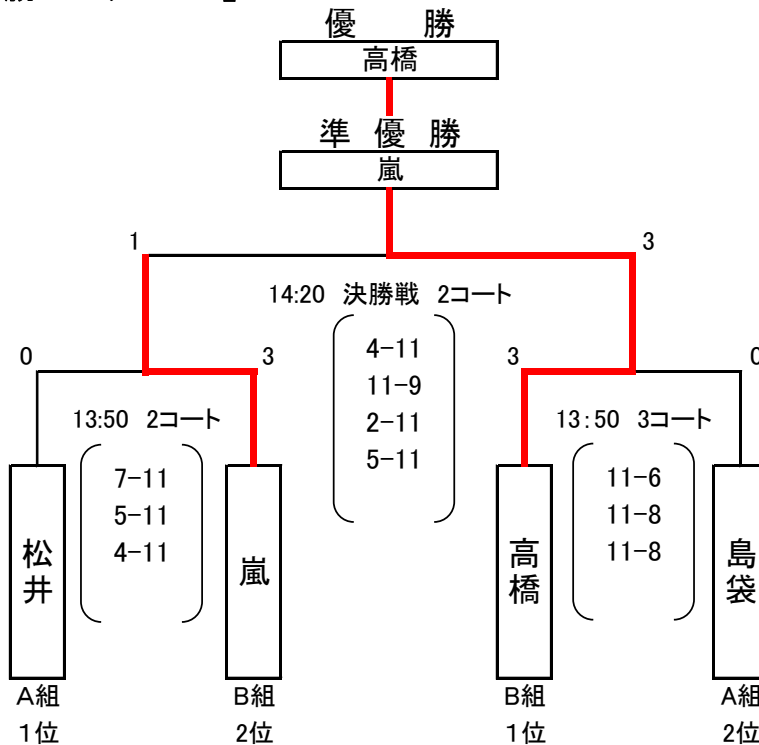 優 勝
高橋
準 優 勝
嵐
1 3
14:20 決勝戦 2コート
4-11
11-9
2-11
5-11
0 3 3 0
13:50 2コート
7-11
5-11
4-11
13:50 3コート
11-6
11-8
11-8
松井
嵐
高橋
島袋
A組 B組 B組 A組
1位 2位 1位 2位